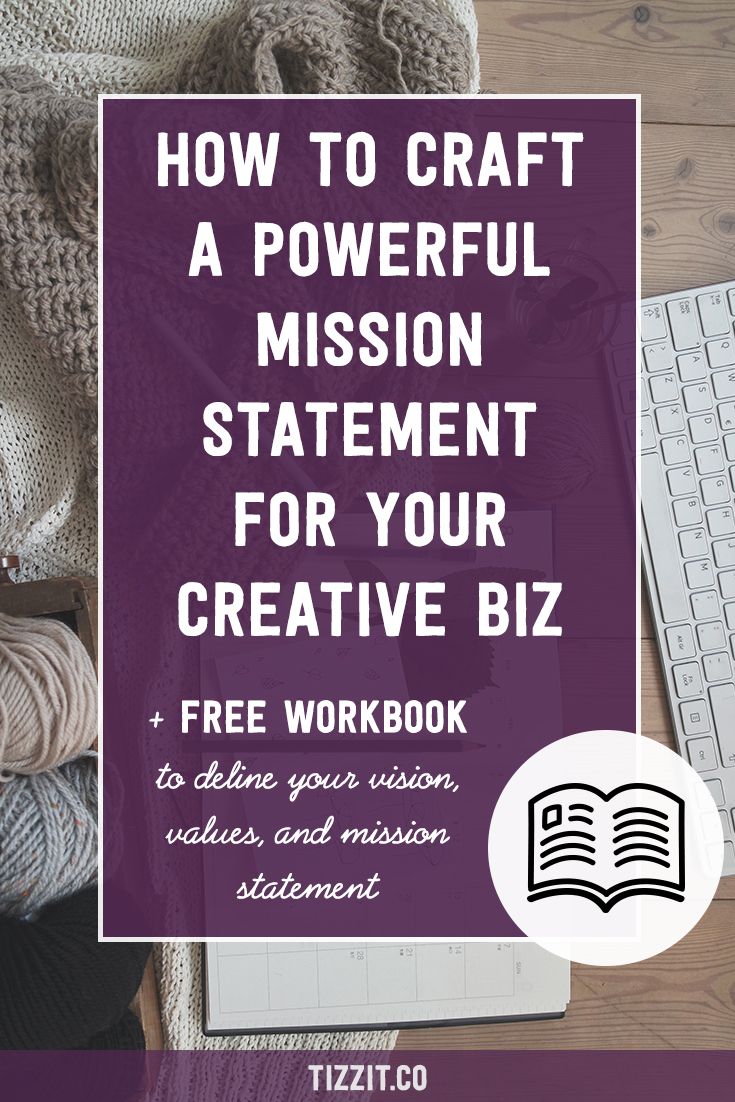 HOW TO CRAFT
A POWERFUL
MISSION
STATEMENT
FOR YOUR
CREATIVE BIZ
+ FREE WORKBOOK
to define your vision,
values, and mission
statement
TIZZIT.CO